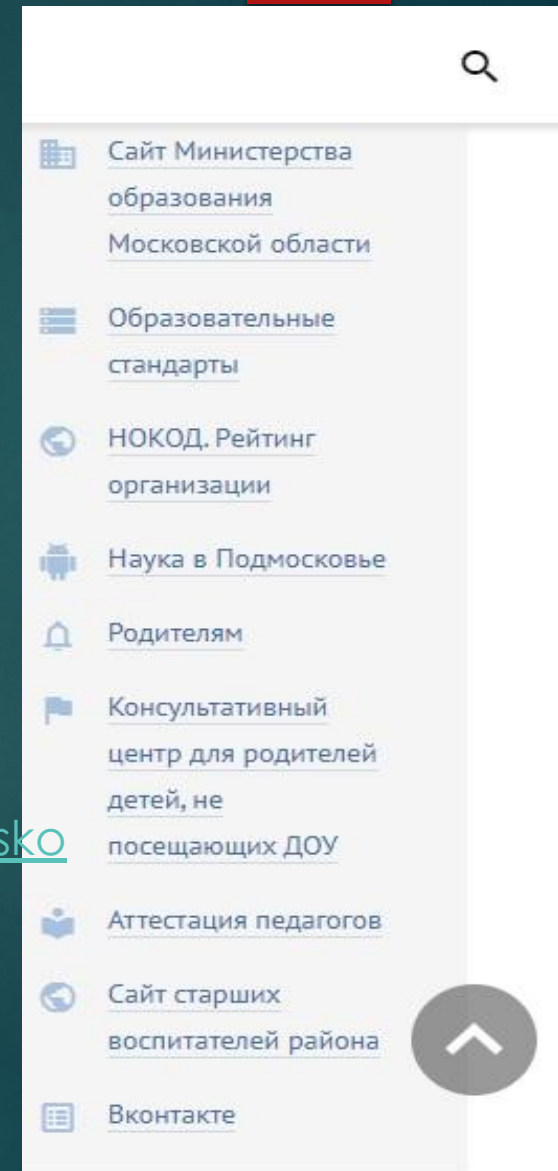 Сайт Министерства
образования
Московской области
Образовательные
стандарты
НОКОД. Рейтинг
организации
Наука в Подмосковье
Родителям
Консультативный
центр для родителей
детей, не
посещающих ДОУ
sko
Аттестация педагогов
Сайт старших
воспитателей района
Вконтакте